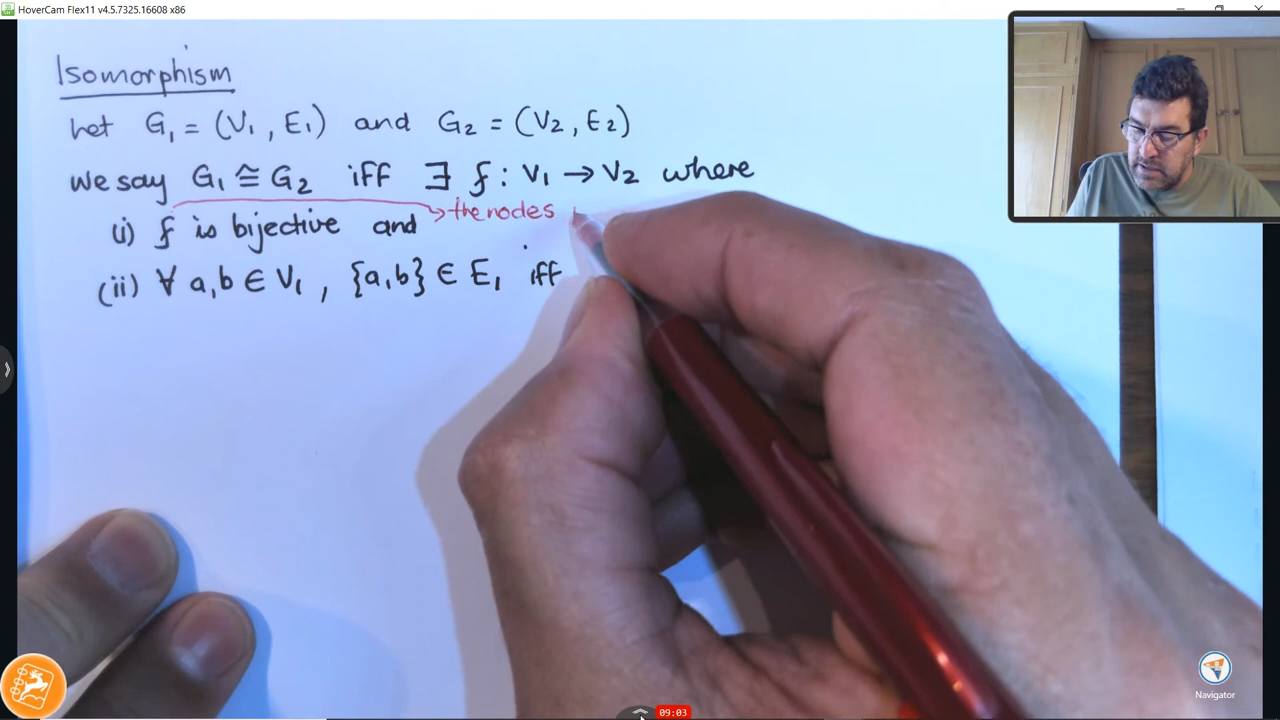 HoverCam Flex11 v4.5.7325.16608 x86
Isomorphism
Let G₁ = (V₁, E₁) and G₂ = (V₂, E₂)
We say G₁ ≅ G₂ iff ∃ f : V₁ → V₂ where
(i) f is bijective and
the nodes
(ii) ∀ a,b ∈ V₁, {a,b} ∈ E₁ iff
Navigator
09:03